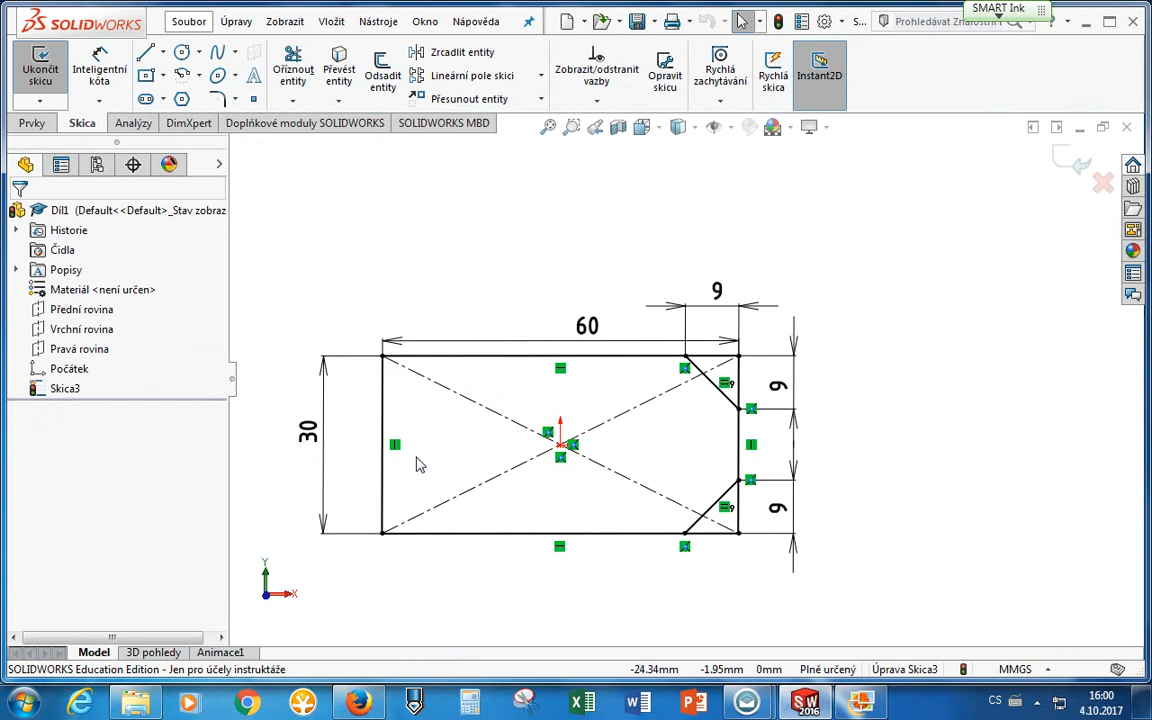 SMART Ink
SOLIDWORKS
Soubor Úpravy Zobrazit Vložit Nástroje Okno Nápověda
S...
Prohledávat Znalostní
?
Ukončit skicu
Inteligentní kóta
Oříznout entity
Převést entity
Odsadit entity
Zrcadlit entity
Lineární pole skici
Přesunout entity
Zobrazit/odstranit vazby
Opravit skicu
Rychlá zachytávání
Rychlá skica
Instant2D
Prvky Skica Analýzy DimXpert Doplňkové moduly SOLIDWORKS SOLIDWORKS MBD
Díl1 (Default<<Default>_Stav zobraz
Historie
Čidla
Popisy
Materiál <není určen>
Přední rovina
Vrchní rovina
Pravá rovina
Počátek
Skica3
9
60
9
30
9
Y
X
Model 3D pohledy Animace1
SOLIDWORKS Education Edition - Jen pro účely instruktáže
-24.34mm -1.95mm 0mm Plně určený Úprava Skica3 MMGS
CS
16:00
4.10.2017
SW
2016